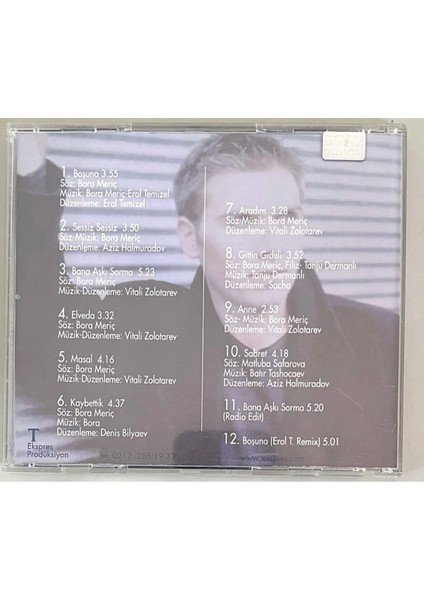 1. Boşuna 3.55
Söz: Bora Meriç
Müzik: Bora Meriç-Erol Temizel
Düzenleme: Erol Temizel
2. Sessiz Sessiz 3.50
Söz-Müzik: Bora Meriç
Düzenleme, Aziz Halmuradov
3. Bana Aşkı Sorma 5.23
Söz: Bora Meriç
Müzik-Düzenleme: Vitali Zolotarev
4. Elveda 3.32
Söz: Bora Meriç
Müzik-Düzenleme: Vitali Zolotarev
5. Masal 4.16
Söz: Bora Meriç
Müzik-Düzenleme: Vitali Zolotarev
6. Kaybettik 4.37
Söz: Bora Meriç
Müzik: Bora
Düzenleme: Denis Bilyaev
T
Ekspres
Prodüksiyon
7. Aradım 3.28
Söz-Müzik: Bora Meriç
Düzenleme: Vitali Zolotarev
8. Gittin Gideli 3.52
Söz: Bora Meriç, Filiz- Tanju Dermanlı
Müzik: Tanju Dermanlı
Düzenleme: Sacha
9. Anne 2.53
Söz- Müzik: Bora Meriç
Düzenleme: Vitali Zolotarev
10. Sabret 4.18
Söz: Matluba Safarova
Müzik: Batır Tashocaev
Düzenleme: Aziz Halmuradov
11. Bana Aşkı Sorma 5.20
(Radio Edit)
12. Boşuna (Erol T. Remix) 5.01